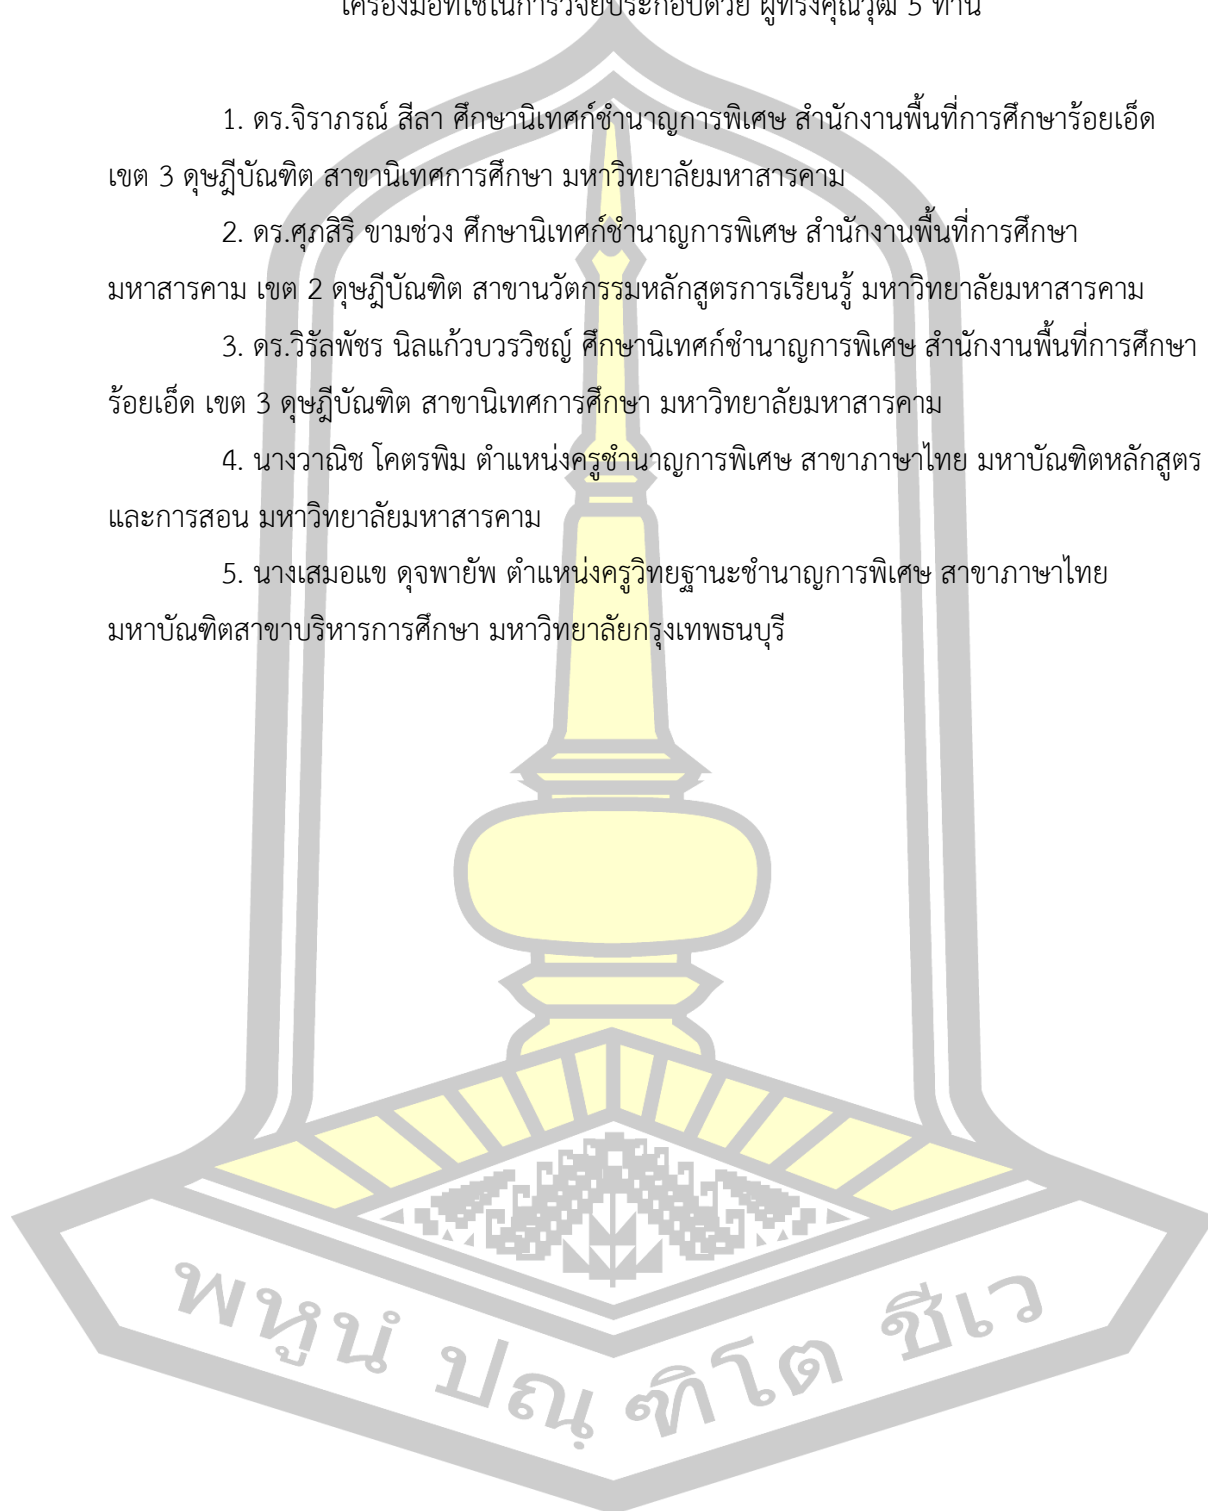 เครื่องมือที่ใช้ในการวิจัยประกอบด้วย ผู้ทรงคุณวุฒิ 5 ท่าน
1. ดร.จิราภรณ์ สีลา ศึกษานิเทศก์ชำนาญการพิเศษ สำนักงานพื้นที่การศึกษาร้อยเอ็ด
เขต 3 ดุษฎีบัณฑิต สาขานิเทศการศึกษา มหาวิทยาลัยมหาสารคาม
2. ดร.ศุภสิริ ขามช่วง ศึกษานิเทศก์ชำนาญการพิเศษ สำนักงานพื้นที่การศึกษา
มหาสารคาม เขต 2 ดุษฎีบัณฑิต สาขานวัตกรรมหลักสูตรการเรียนรู้ มหาวิทยาลัยมหาสารคาม
3. ดร.วิรัลพัชร นิลแก้วบวรวิชญ์ ศึกษานิเทศก์ชำนาญการพิเศษ สำนักงานพื้นที่การศึกษา
ร้อยเอ็ด เขต 3 ดุษฎีบัณฑิต สาขานิเทศการศึกษา มหาวิทยาลัยมหาสารคาม
4. นางวาณิช โคตรพิม ตำแหน่งครูชำนาญการพิเศษ สาขาภาษาไทย มหาบัณฑิตหลักสูตร
และการสอน มหาวิทยาลัยมหาสารคาม
5. นางเสมอแข ดุจพายัพ ตำแหน่งครูวิทยฐานะชำนาญการพิเศษ สาขาภาษาไทย
มหาบัณฑิตสาขาบริหารการศึกษา มหาวิทยาลัยกรุงเทพธนบุรี
พหูนํ ปณฺฑิโต ชีเว